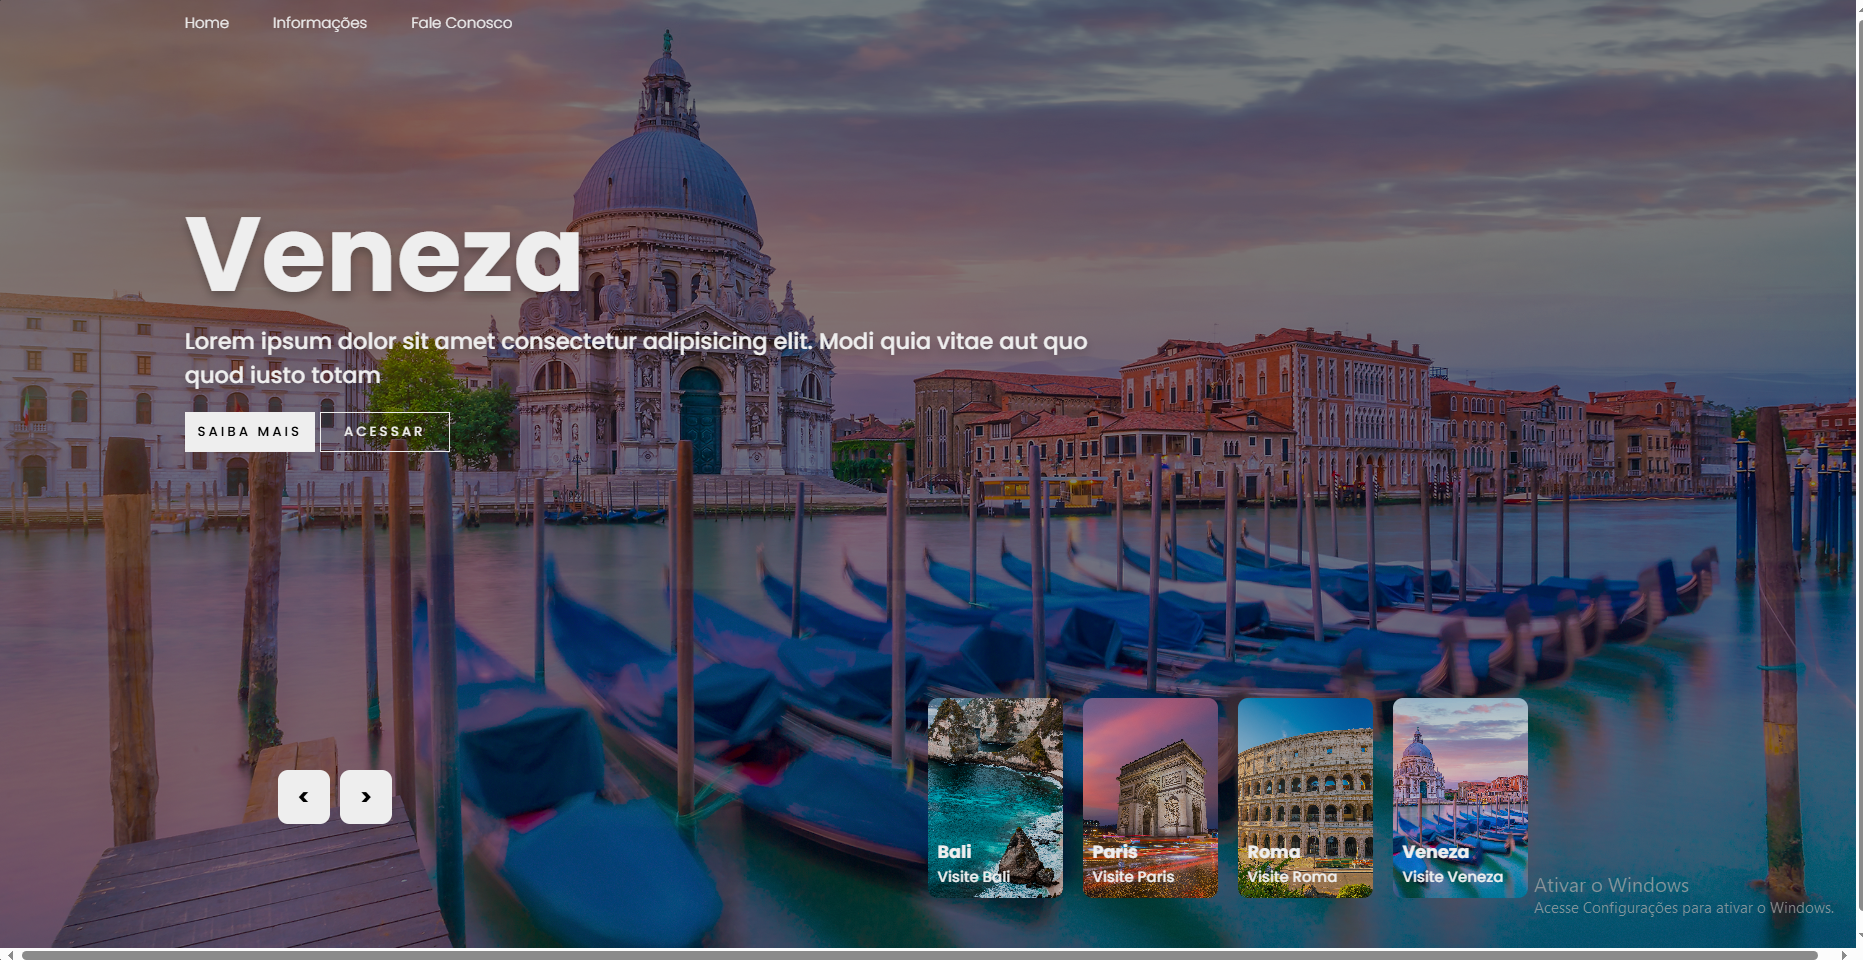 Home Informações Fale Conosco
Veneza
Lorem ipsum dolor sit amet consectetur adipisicing elit. Modi quia vitae aut quo
quod iusto totam
SAIBA MAIS ACESSAR
< >
Bali
Visite Bali
Paris
Visite Paris
Roma
Visite Roma
Veneza
Visite Veneza
Ativar o Windows
Acesse Configurações para ativar o Windows.